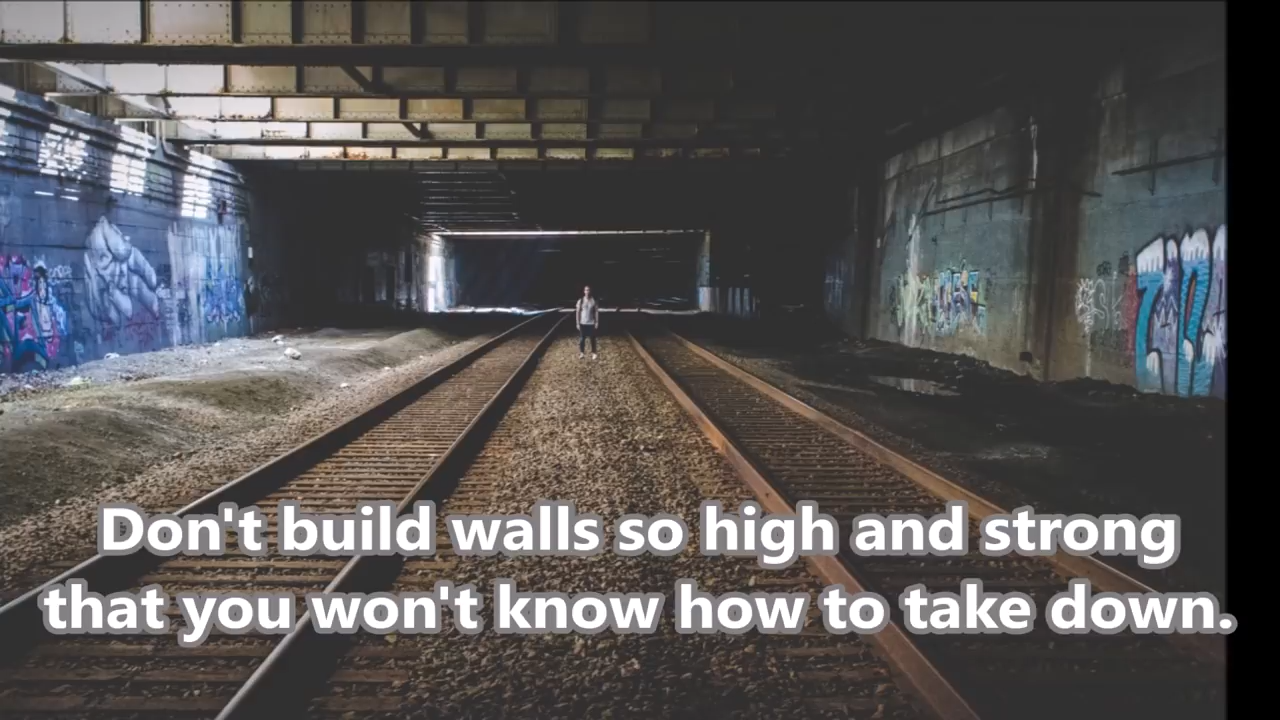 Don't build walls so high and strong
that you won't know how to take down.